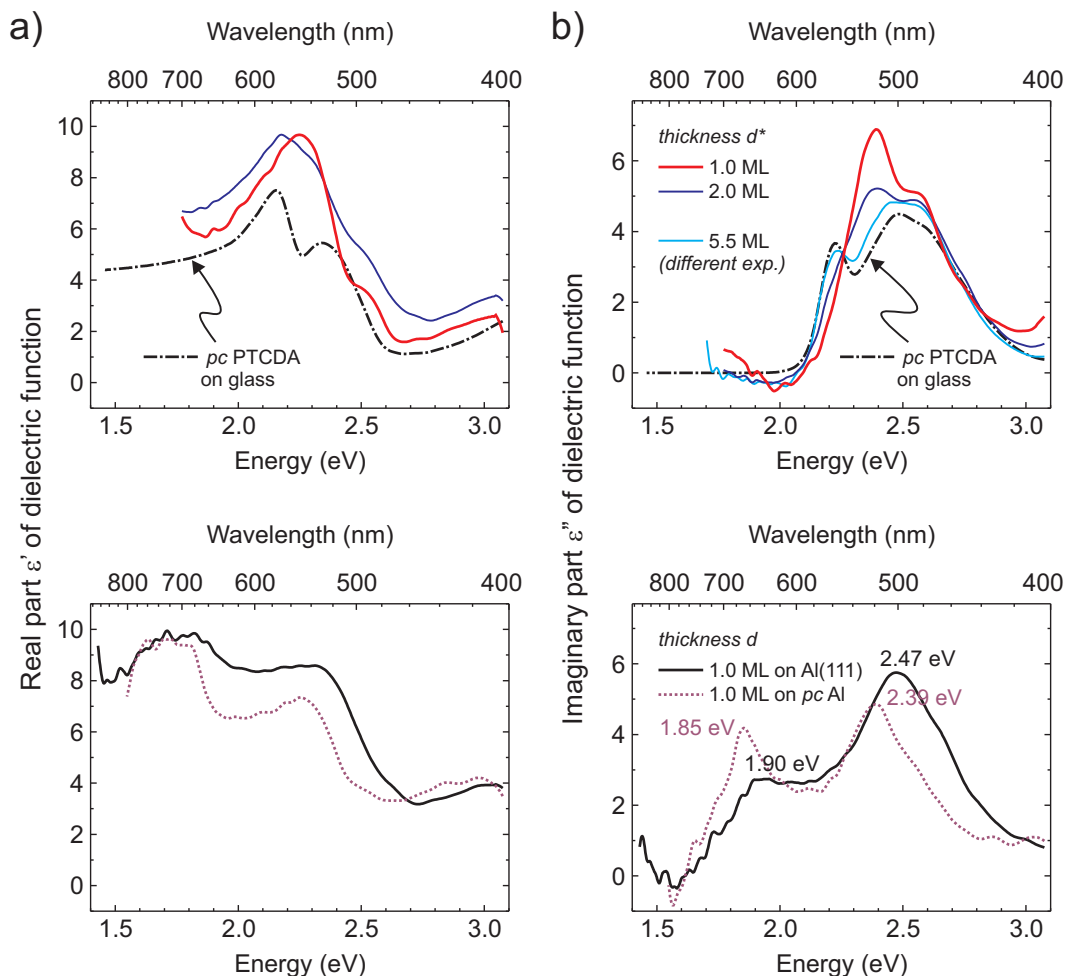 a)
Wavelength (nm)
800 700 600 500 400
10
8
6
4
2
0
pc PTCDA
on glass
1.5 2.0 2.5 3.0
Energy (eV)
Real part ε' of dielectric function
Wavelength (nm)
800 700 600 500 400
10
8
6
4
2
0
1.5 2.0 2.5 3.0
Energy (eV)
b)
Wavelength (nm)
800 700 600 500 400
thickness d*
1.0 ML
2.0 ML
5.5 ML
(different exp.)
8
6
4
2
0
pc PTCDA
on glass
1.5 2.0 2.5 3.0
Energy (eV)
Imaginary part ε" of dielectric function
Wavelength (nm)
800 700 600 500 400
thickness d
1.0 ML on Al(111)
1.0 ML on pc Al
2.47 eV
2.39 eV
1.85 eV
1.90 eV
8
6
4
2
0
1.5 2.0 2.5 3.0
Energy (eV)